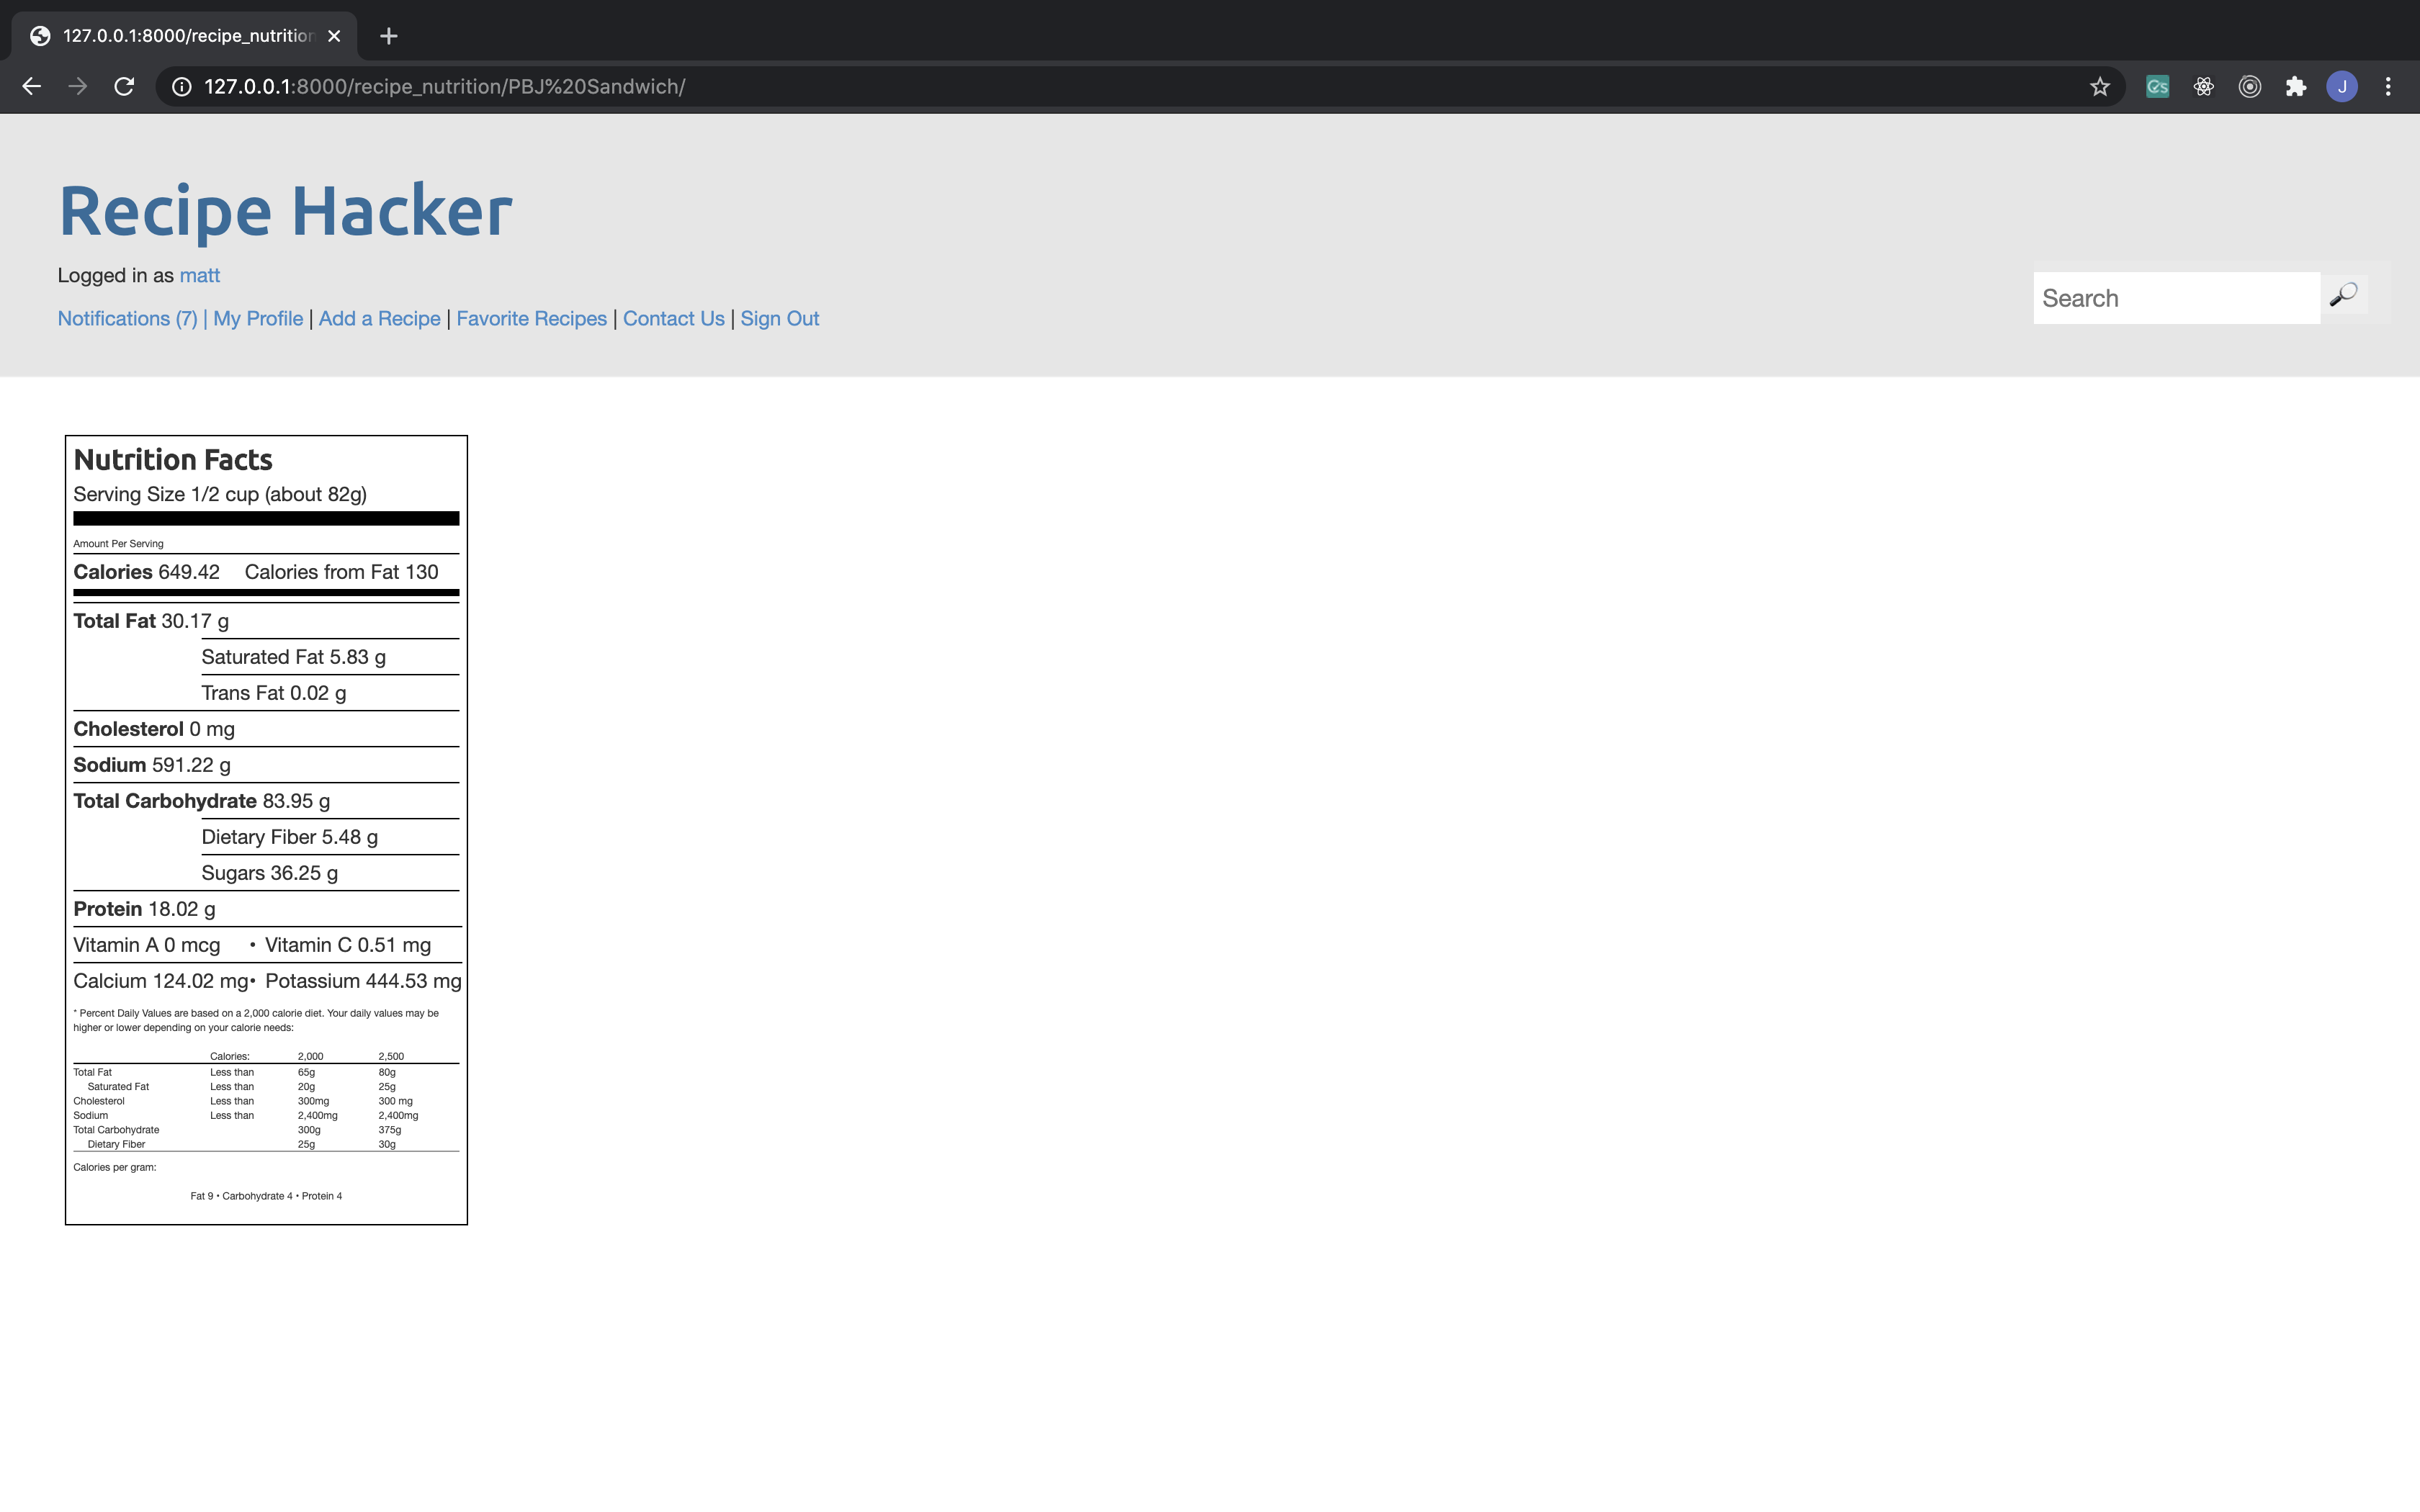 127.0.0.1:8000/recipe_nutrition
127.0.0.1:8000/recipe_nutrition/PBJ%20Sandwich/
J
Recipe Hacker
Logged in as matt
Notifications (7) | My Profile | Add a Recipe | Favorite Recipes | Contact Us | Sign Out
Search
Nutrition Facts
Serving Size 1/2 cup (about 82g)
Amount Per Serving
Calories 649.42 Calories from Fat 130
Total Fat 30.17 g
Saturated Fat 5.83 g
Trans Fat 0.02 g
Cholesterol 0 mg
Sodium 591.22 g
Total Carbohydrate 83.95 g
Dietary Fiber 5.48 g
Sugars 36.25 g
Protein 18.02 g
Vitamin A 0 mcg • Vitamin C 0.51 mg
Calcium 124.02 mg• Potassium 444.53 mg
* Percent Daily Values are based on a 2,000 calorie diet. Your daily values may be
higher or lower depending on your calorie needs:
Calories: 2,000 2,500
Total Fat Less than 65g 80g
Saturated Fat Less than 20g 25g
Cholesterol Less than 300mg 300 mg
Sodium Less than 2,400mg 2,400mg
Total Carbohydrate 300g 375g
Dietary Fiber 25g 30g
Calories per gram:
Fat 9 • Carbohydrate 4 • Protein 4